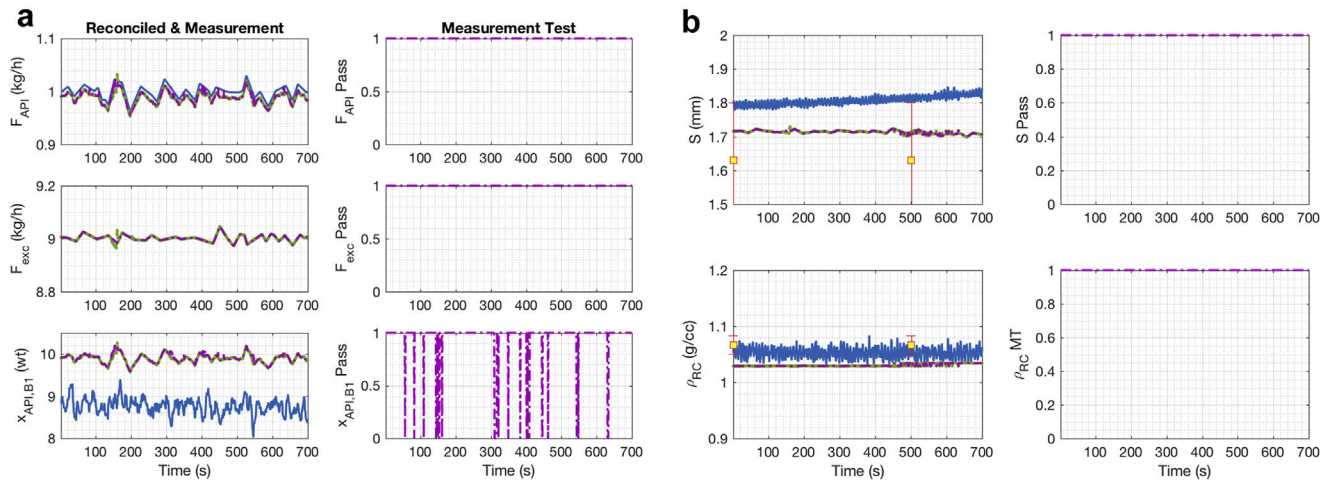 a
Reconciled & Measurement
Measurement Test
1.1
1
0.9
F_API (kg/h)
100 200 300 400 500 600 700
1
0.5
0
F_API Pass
100 200 300 400 500 600 700
9.2
9
8.8
F_exc (kg/h)
100 200 300 400 500 600 700
1
0.5
0
F_exc Pass
100 200 300 400 500 600 700
10
9
8
x_API,B1 (wt)
100 200 300 400 500 600 700
Time (s)
1
0.5
0
x_API,B1 Pass
100 200 300 400 500 600 700
Time (s)
b
2
1.9
1.8
1.7
1.6
1.5
S (mm)
0 100 200 300 400 500 600 700
1
0.8
0.6
0.4
0.2
0
S Pass
0 100 200 300 400 500 600 700
1.2
1.1
1
0.9
ρ_RC (g/cc)
0 100 200 300 400 500 600 700
Time (s)
1
0.8
0.6
0.4
0.2
0
ρ_RC MT
0 100 200 300 400 500 600 700
Time (s)